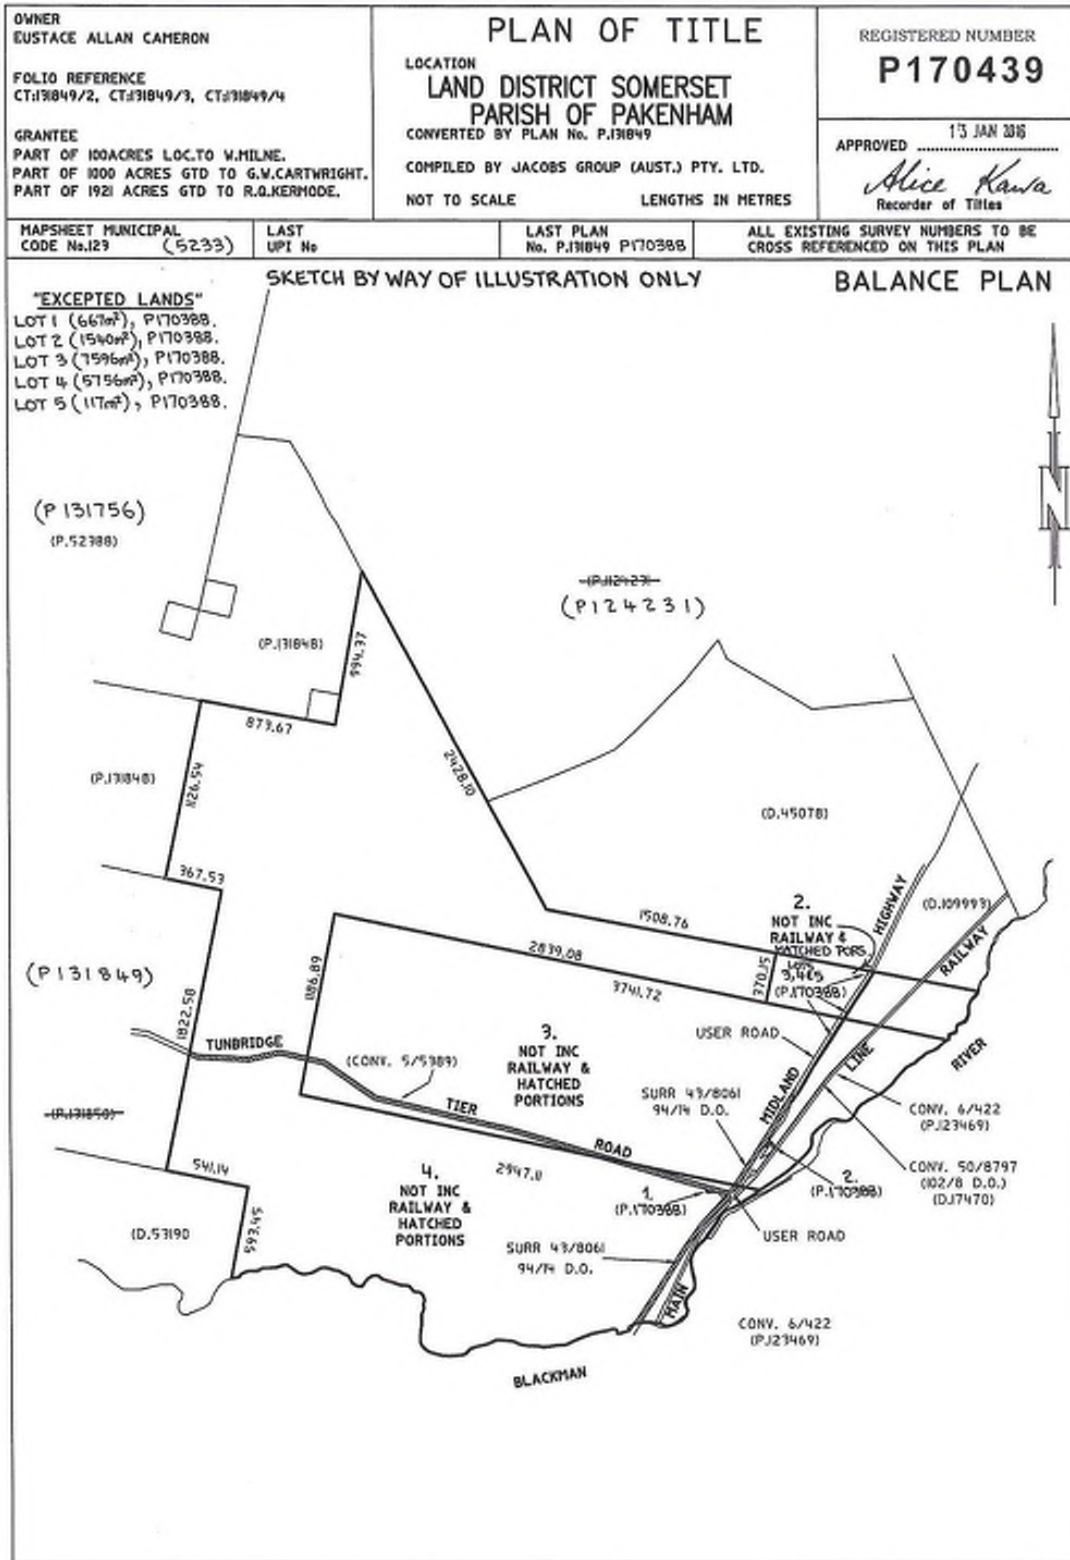 OWNER
EUSTACE ALLAN CAMERON
FOLIO REFERENCE
CT:131849/2, CT:131849/3, CT:131849/4
GRANTEE
PART OF 100ACRES LOC.TO W.MILNE.
PART OF 1000 ACRES GTD TO G.W.CARTWRIGHT.
PART OF 1921 ACRES GTD TO R.Q.KERMODE.
PLAN OF TITLE
LOCATION
LAND DISTRICT SOMERSET
PARISH OF PAKENHAM
CONVERTED BY PLAN No. P.131849
COMPILED BY JACOBS GROUP (AUST.) PTY. LTD.
NOT TO SCALE LENGTHS IN METRES
REGISTERED NUMBER
P170439
APPROVED 13 JAN 2016
Alice Kawa
Recorder of Titles
MAPSHEET MUNICIPAL
CODE No.123 (5233)
LAST
UPI No
LAST PLAN
No. P.131849 P170388
ALL EXISTING SURVEY NUMBERS TO BE
CROSS REFERENCED ON THIS PLAN
SKETCH BY WAY OF ILLUSTRATION ONLY
BALANCE PLAN
"EXCEPTED LANDS"
LOT 1 (667m²), P170388.
LOT 2 (1540m²), P170388.
LOT 3 (7596m²), P170388.
LOT 4 (5756m²), P170388.
LOT 5 (117m²), P170388.
N
(P131756)
(P.52388)
(P124231)
(P.131848)
994.37
873.67
(P.131848)
1126.54
2428.10
(D.45078)
367.53
1508.76
2.
NOT INC
RAILWAY &
HATCHED PORS.
LOTS
3,4&5
(P.170388)
HIGHWAY
(D.109993)
RAILWAY
2839.08
3741.72
370.15
(P131849)
1186.89
1822.58
TUNBRIDGE
(CONV. 5/5389)
3.
NOT INC
RAILWAY &
HATCHED
PORTIONS
USER ROAD
LINE
RIVER
SURR 43/8061
94/14 D.O.
MIDLAND
CONV. 6/422
(P.123469)
(P.131850)
TIER
ROAD
CONV. 50/8797
(102/8 D.O.)
(D.17470)
541.14
4.
NOT INC
RAILWAY &
HATCHED
PORTIONS
2947.11
1.
(P.170388)
2.
(P.170388)
(D.53190
543.65
USER ROAD
SURR 43/8061
94/14 D.O.
MAIN
CONV. 6/422
(P.123469)
BLACKMAN